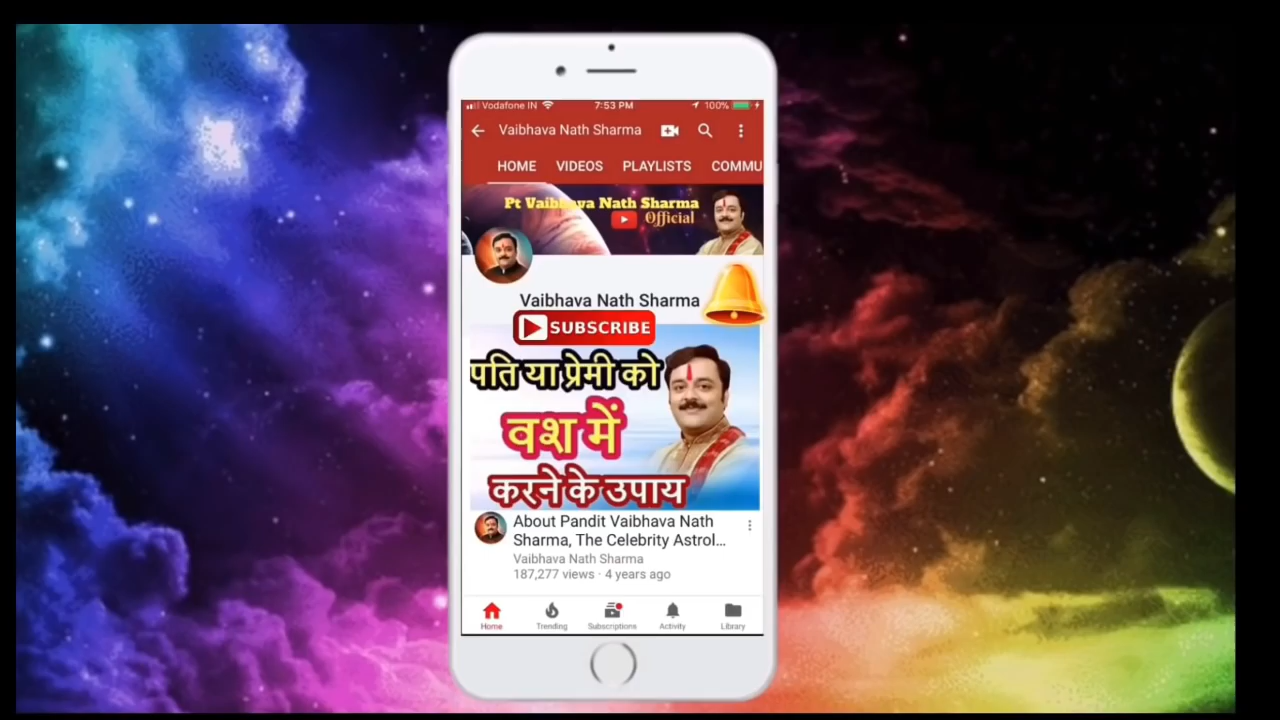 Vodafone IN 7:53 PM 100%
Vaibhava Nath Sharma
HOME VIDEOS PLAYLISTS COMMU
Pt Vaibhava Nath Sharma
Official
Vaibhava Nath Sharma
SUBSCRIBE
पति या प्रेमी को
वश में
करने के उपाय
About Pandit Vaibhava Nath
Sharma, The Celebrity Astrol...
Vaibhava Nath Sharma
187,277 views · 4 years ago
Home Trending Subscriptions Activity Library